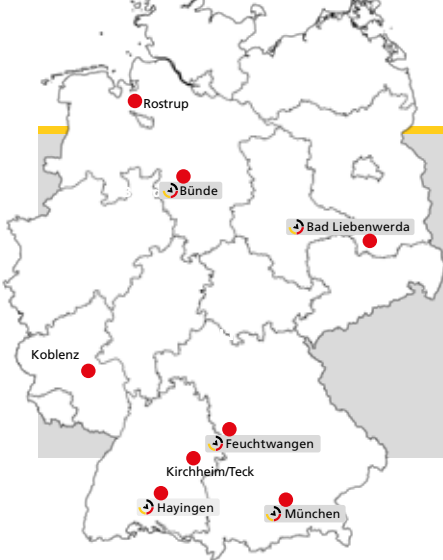 Rostrup
Bünde
Bad Liebenwerda
Koblenz
Feuchtwangen
Kirchheim/Teck
Hayingen
München